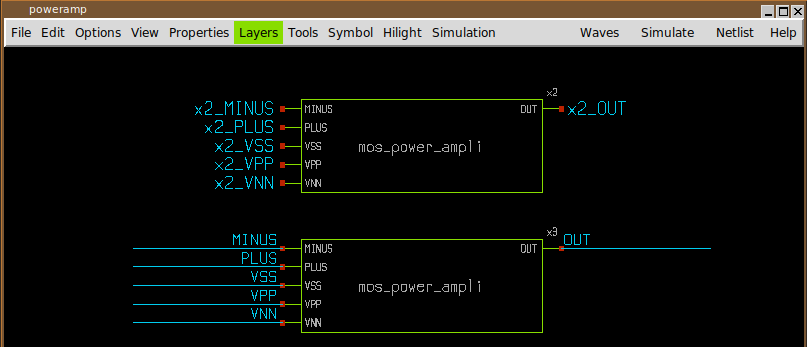 poweramp
File Edit Options View Properties Layers Tools Symbol Hilight Simulation Waves Simulate Netlist Help
x2
x2_MINUS MINUS OUT x2_OUT
x2_PLUS PLUS
x2_VSS VSS mos_power_ampli
x2_VPP VPP
x2_VNN VNN
x3
MINUS MINUS OUT OUT
PLUS PLUS
VSS VSS mos_power_ampli
VPP VPP
VNN VNN